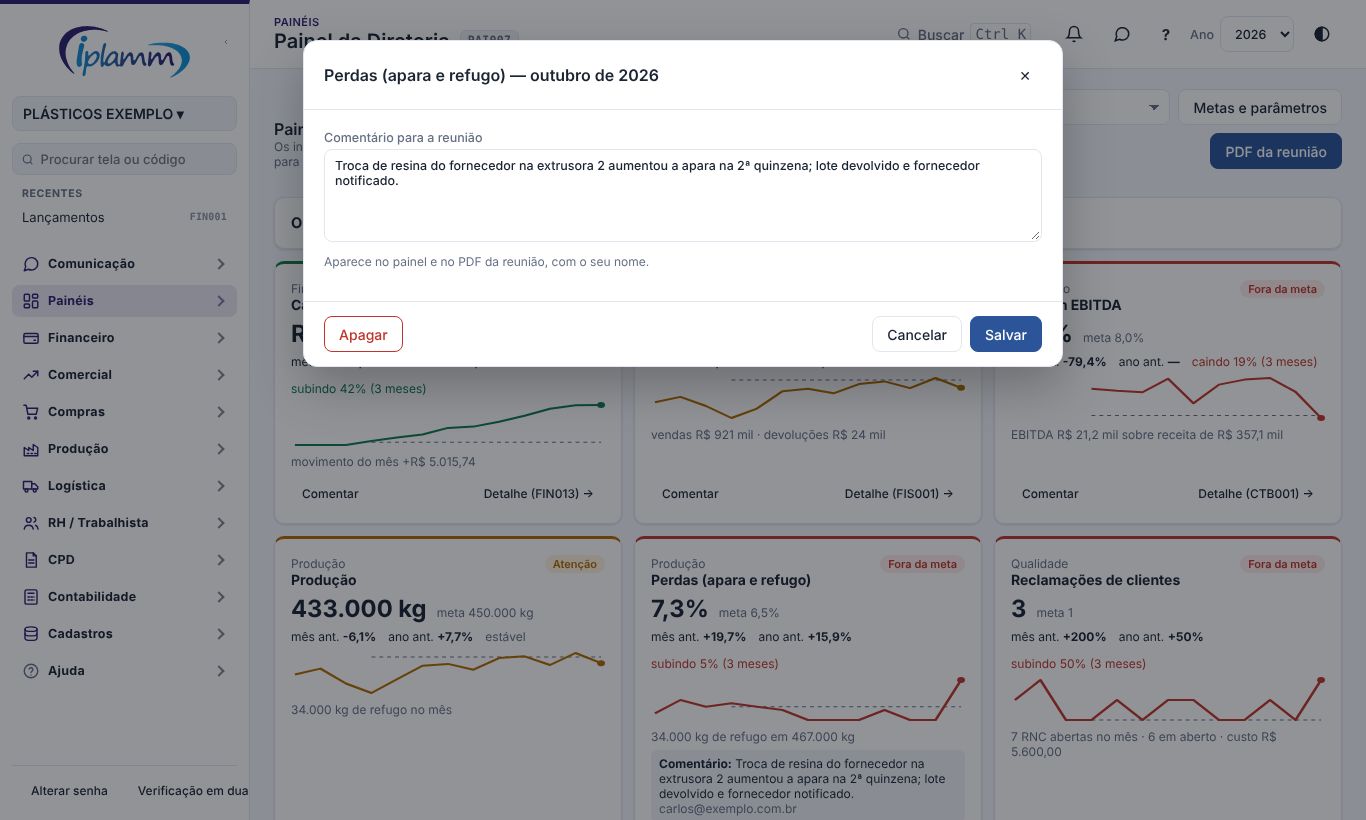 iplamm
PLÁSTICOS EXEMPLO ▾
Procurar tela ou código
RECENTES
Lançamentos FIN001
Comunicação
Painéis
Financeiro
Comercial
Compras
Produção
Logística
RH / Trabalhista
CPD
Contabilidade
Cadastros
Ajuda
Alterar senha Verificação em dua
PAINÉIS
Painel da Diretoria PAI007
Buscar Ctrl K
? Ano 2026
Metas e parâmetros
PDF da reunião
Perdas (apara e refugo) — outubro de 2026 ×
Comentário para a reunião
Troca de resina do fornecedor na extrusora 2 aumentou a apara na 2ª quinzena; lote devolvido e fornecedor
notificado.
Aparece no painel e no PDF da reunião, com o seu nome.
Apagar Cancelar Salvar
subindo 42% (3 meses)
movimento do mês +R$ 5.015,74
Comentar Detalhe (FIN013) →
vendas R$ 921 mil · devoluções R$ 24 mil
Comentar Detalhe (FIS001) →
Fora da meta
EBITDA
% meta 8,0%
-79,4% ano ant. — caindo 19% (3 meses)
EBITDA R$ 21,2 mil sobre receita de R$ 357,1 mil
Comentar Detalhe (CTB001) →
Produção Atenção
Produção
433.000 kg meta 450.000 kg
mês ant. -6,1% ano ant. +7,7% estável
34.000 kg de refugo no mês
Produção Fora da meta
Perdas (apara e refugo)
7,3% meta 6,5%
mês ant. +19,7% ano ant. +15,9%
subindo 5% (3 meses)
34.000 kg de refugo em 467.000 kg
Comentário: Troca de resina do fornecedor na
extrusora 2 aumentou a apara na 2ª quinzena; lote
devolvido e fornecedor notificado.
carlos@exemplo.com.br
Qualidade Fora da meta
Reclamações de clientes
3 meta 1
mês ant. +200% ano ant. +50%
subindo 50% (3 meses)
7 RNC abertas no mês · 6 em aberto · custo R$
5.600,00